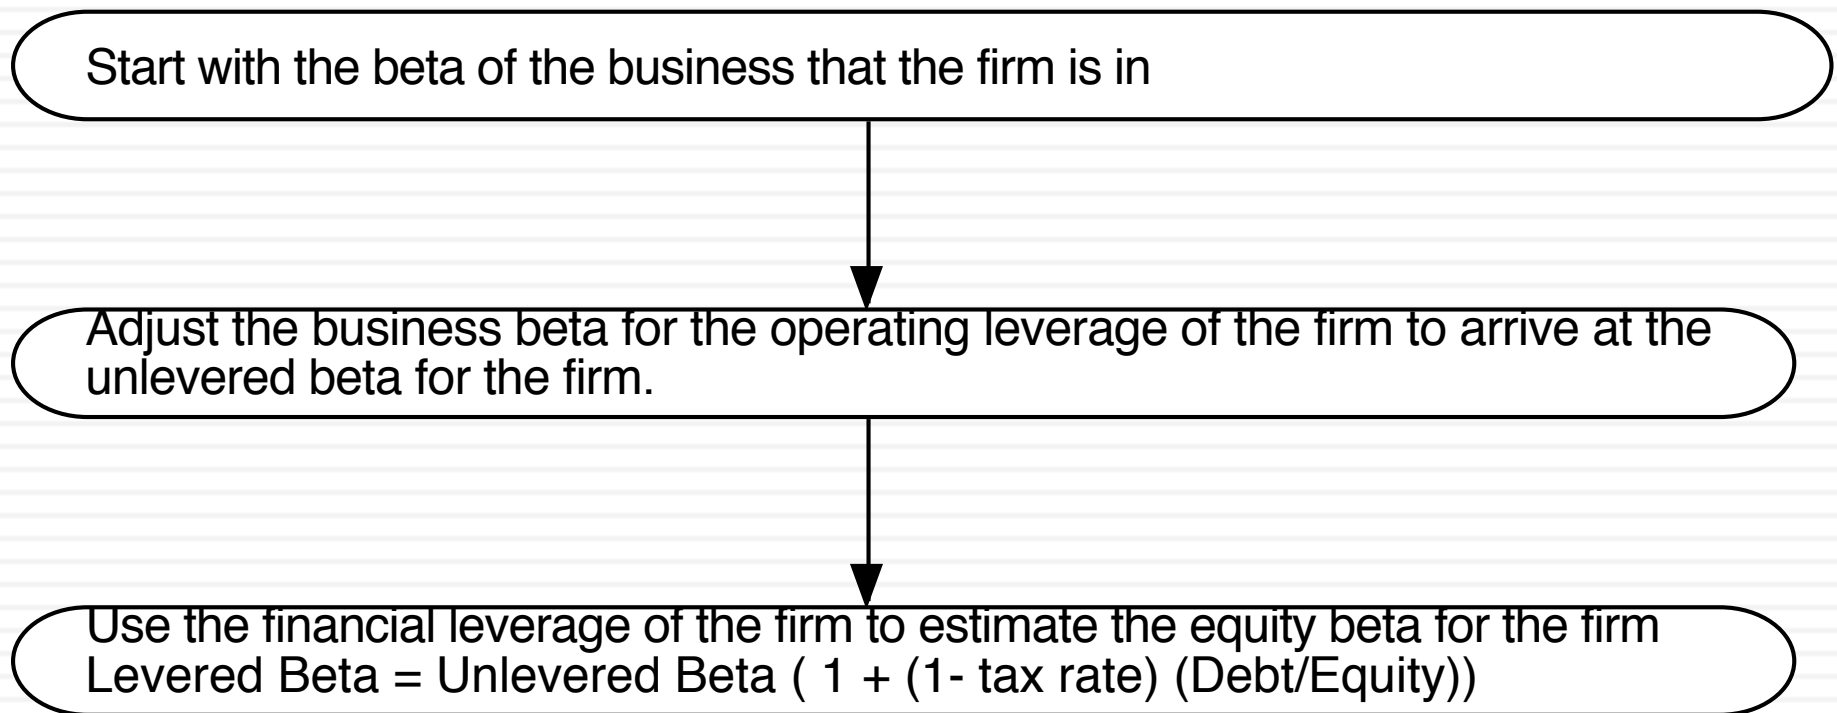 Start with the beta of the business that the firm is in
Adjust the business beta for the operating leverage of the firm to arrive at the
unlevered beta for the firm.
Use the financial leverage of the firm to estimate the equity beta for the firm
Levered Beta = Unlevered Beta ( 1 + (1- tax rate) (Debt/Equity))